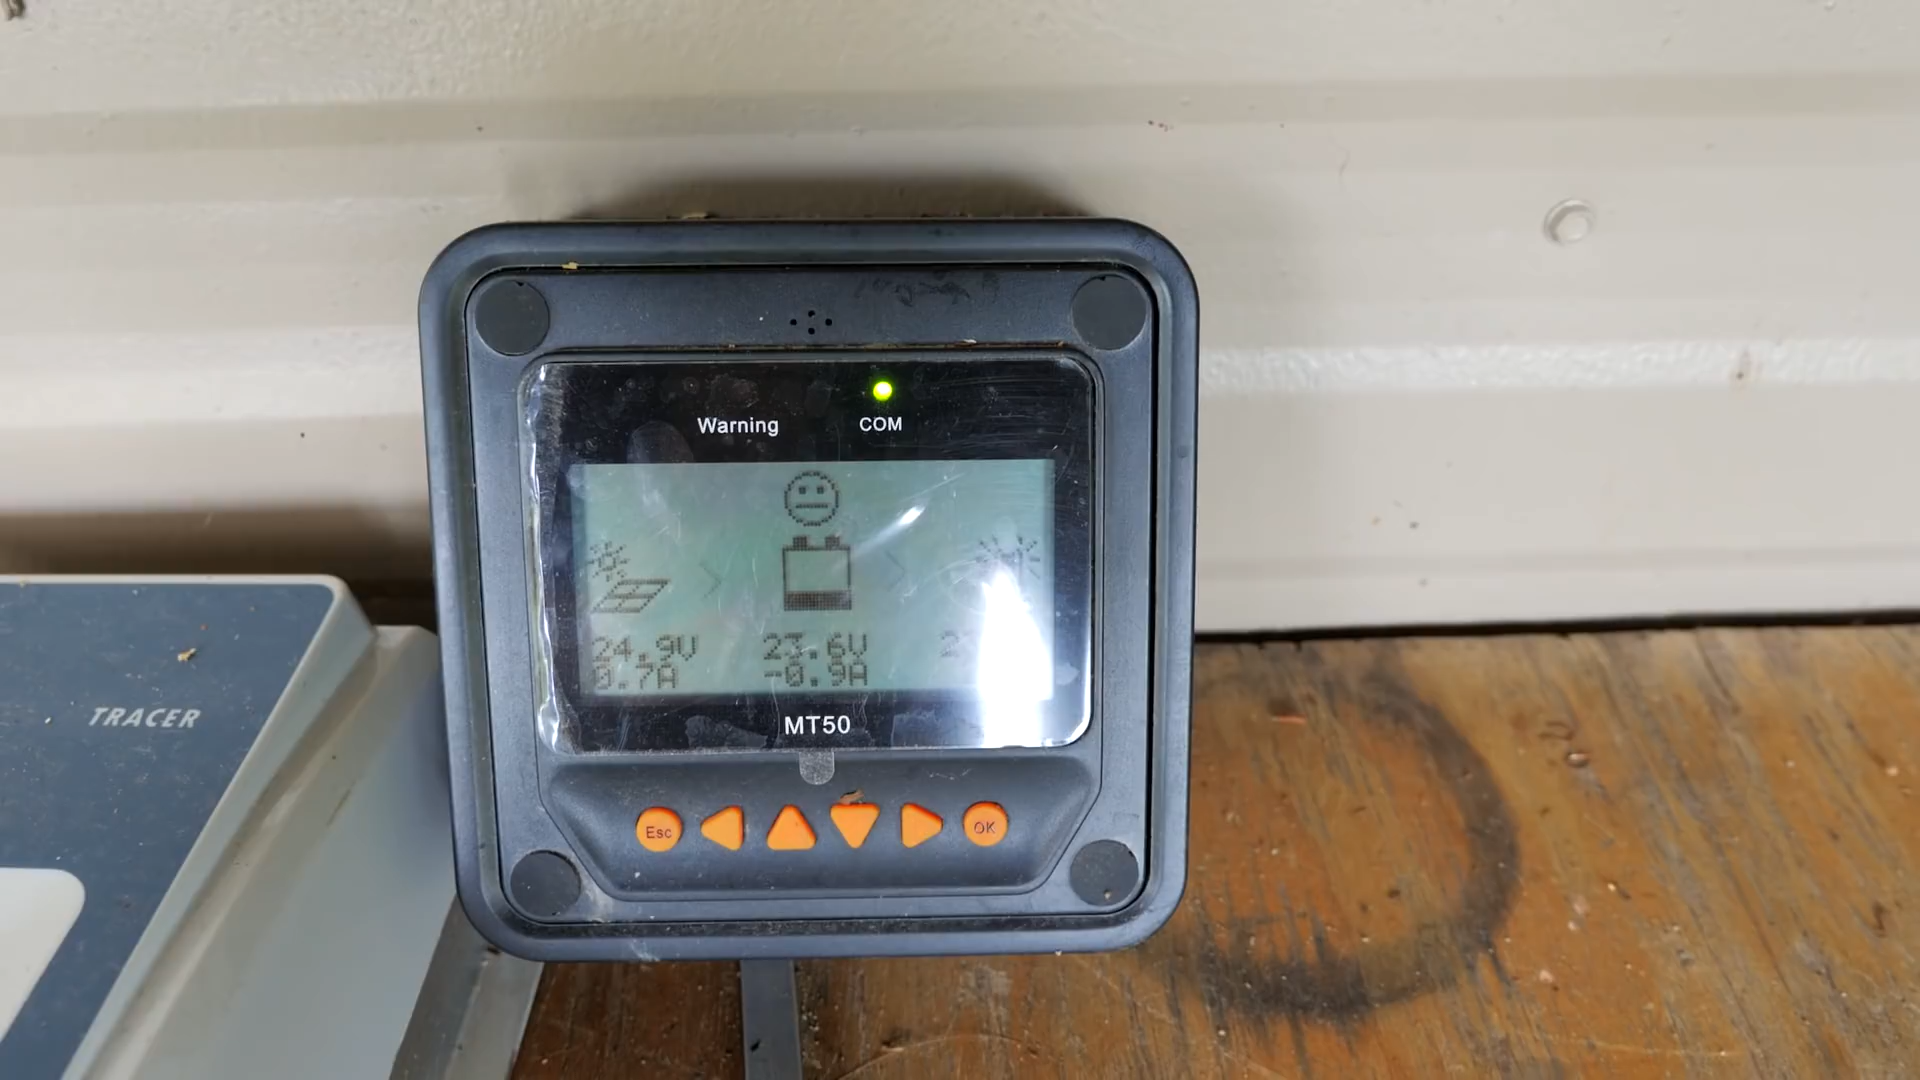 Warning COM
24.9V 23.6V
0.7A -0.9A
MT50
Esc OK
TRACER